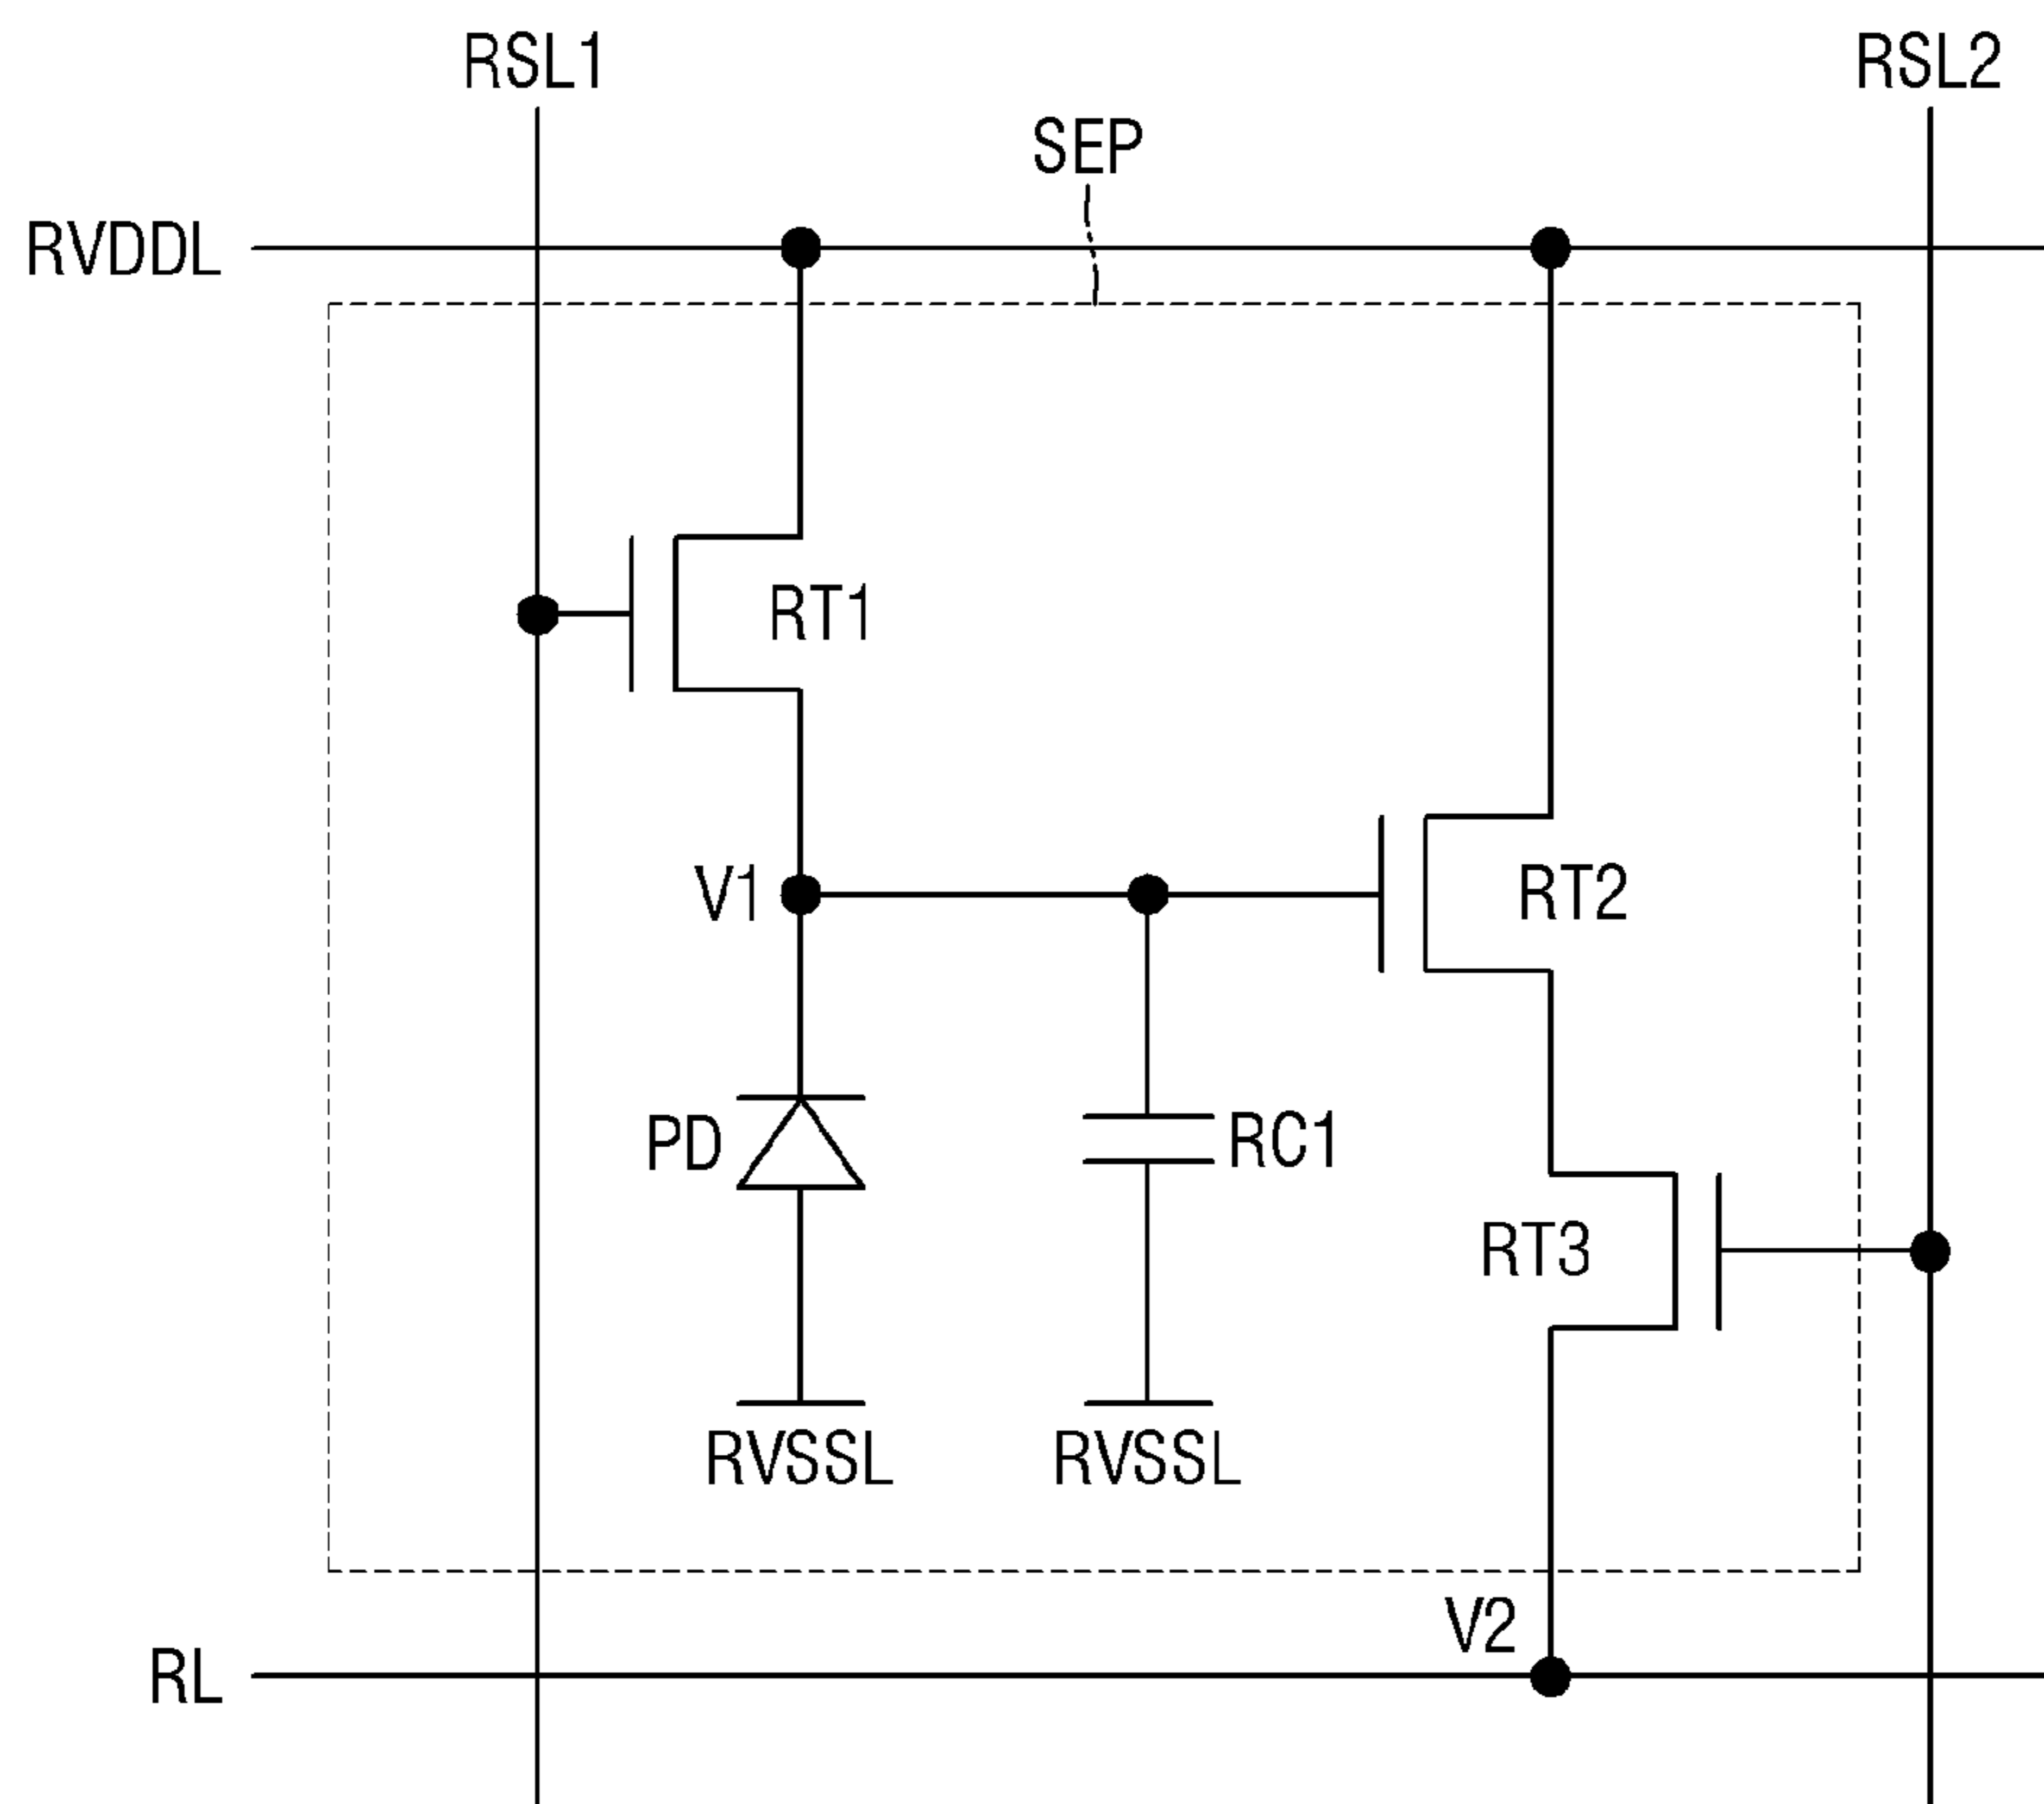 RSL1
RSL2
SEP
RVDDL
RT1
V1
RT2
PD
RC1
RT3
RVSSL
RVSSL
V2
RL